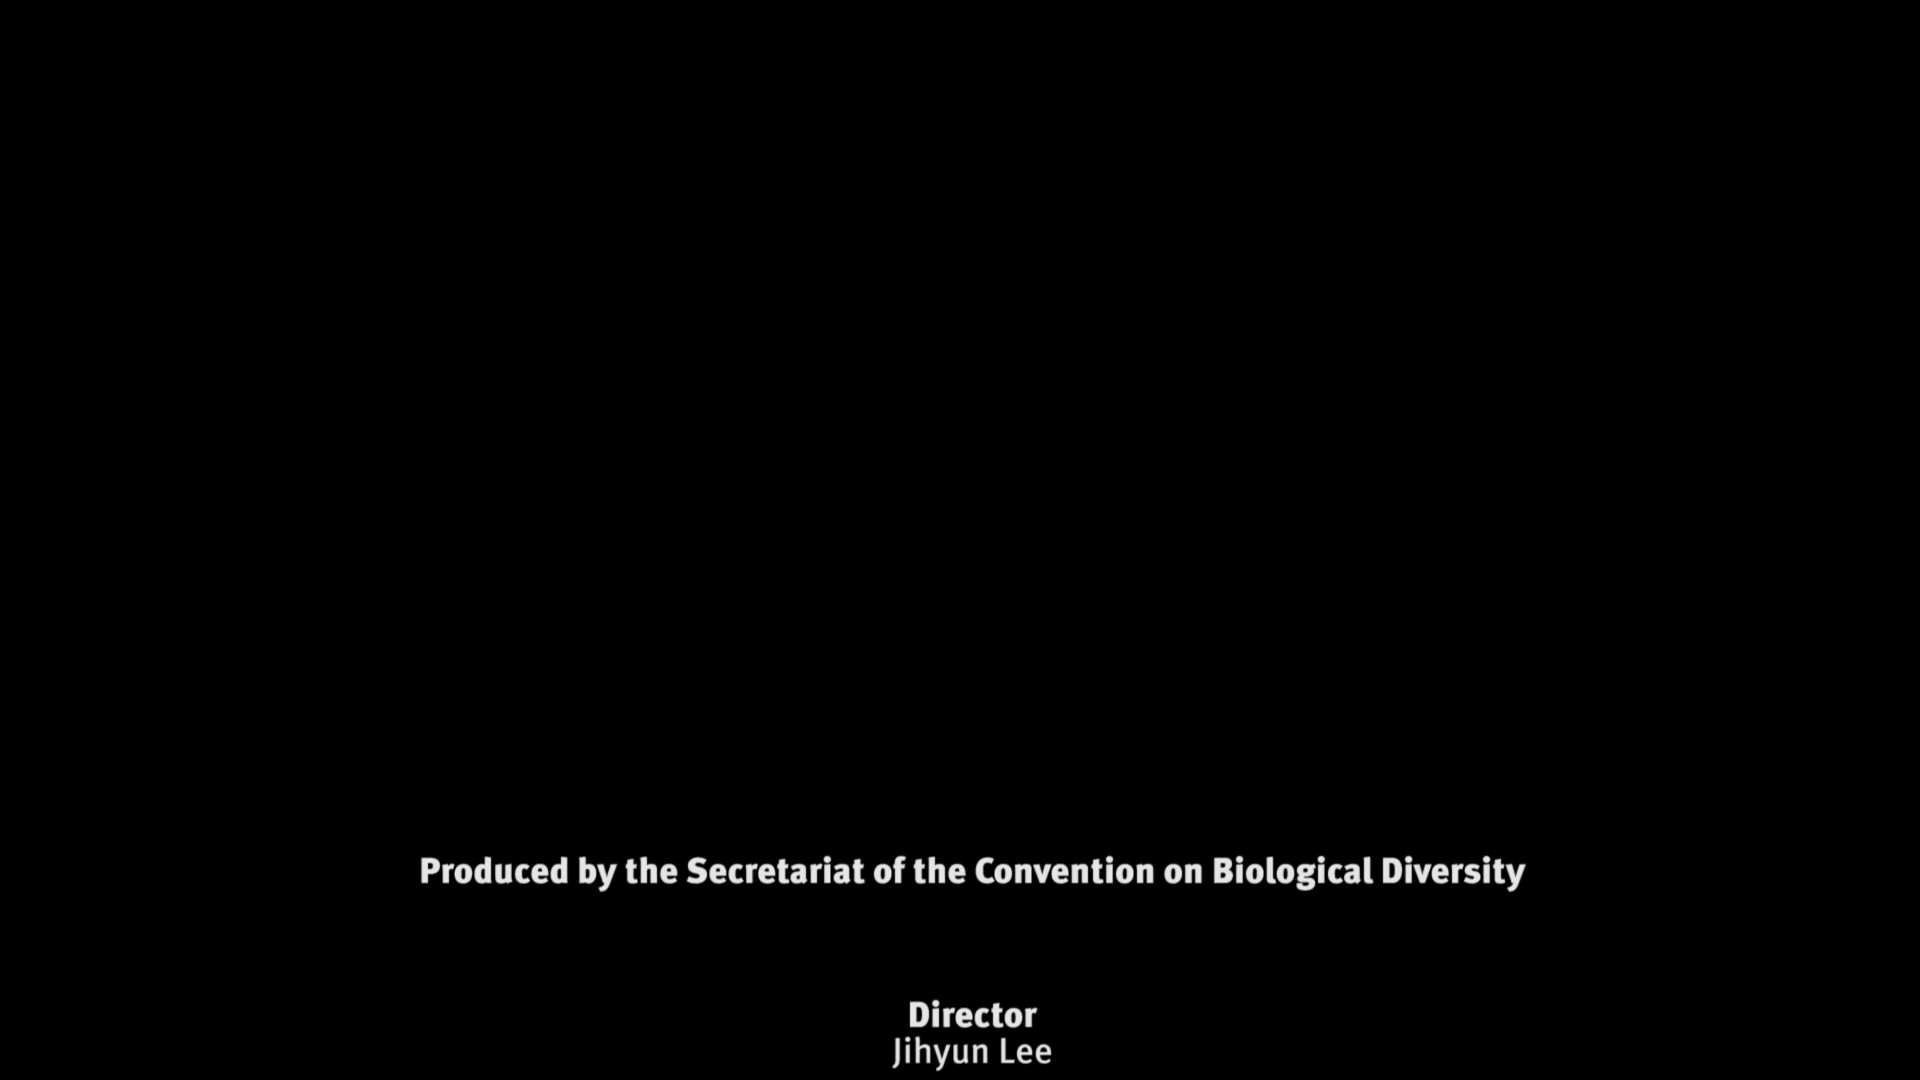 Produced by the Secretariat of the Convention on Biological Diversity
Director
Jihyun Lee